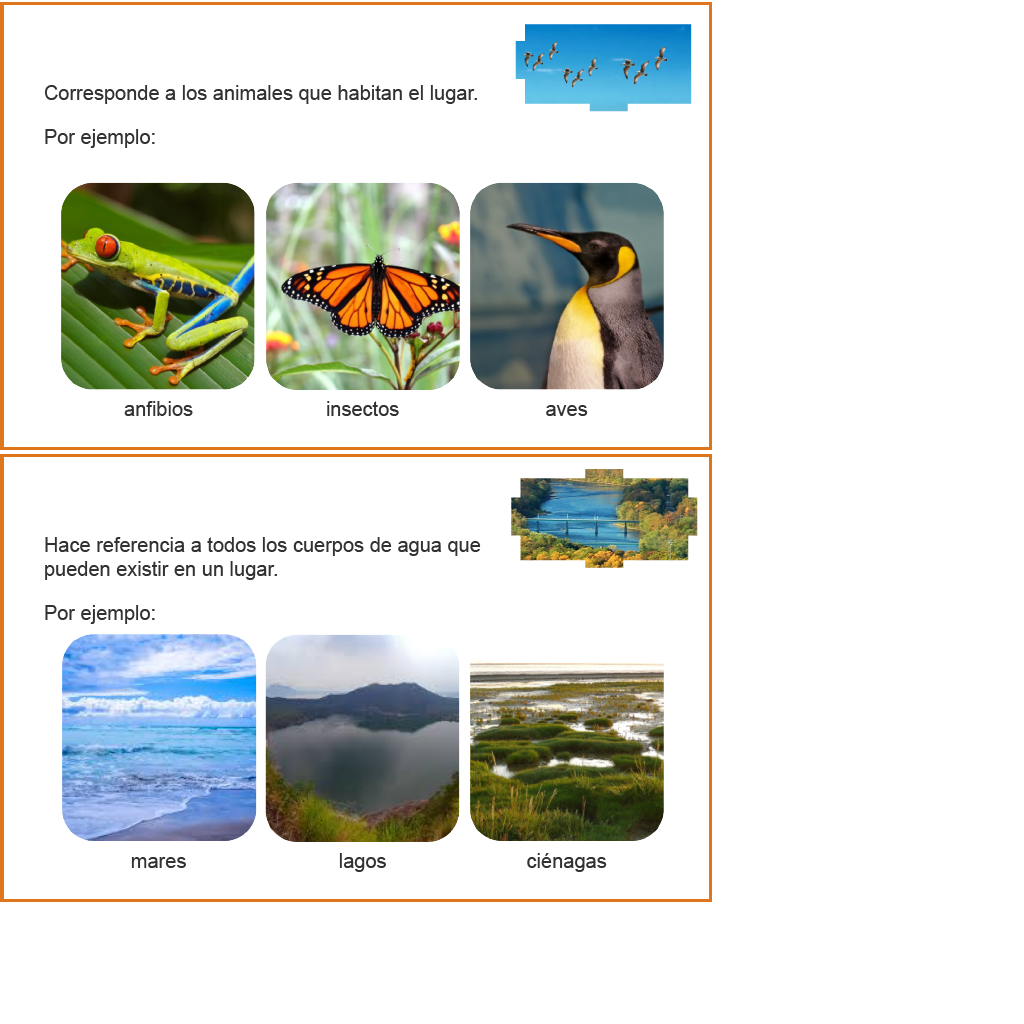 Corresponde a los animales que habitan el lugar.
Por ejemplo:
anfibios
insectos
aves
Hace referencia a todos los cuerpos de agua que
pueden existir en un lugar.
Por ejemplo:
mares
lagos
ciénagas